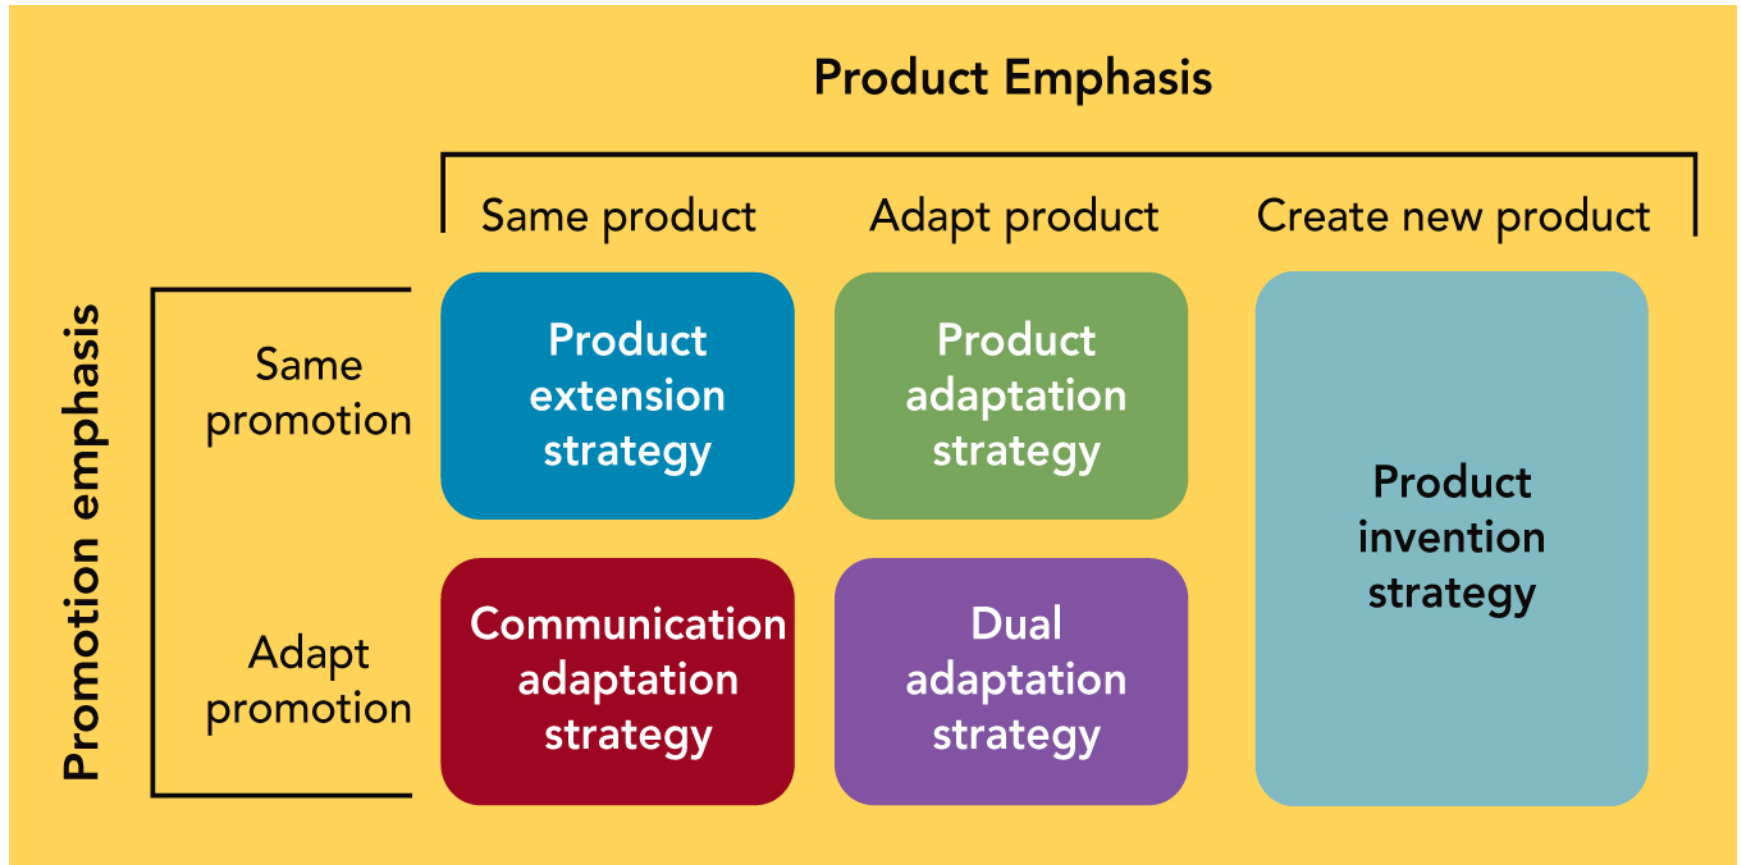 Product Emphasis
Same product
Adapt product
Create new product
Promotion emphasis
Same
promotion
Product
extension
strategy
Product
adaptation
strategy
Product
invention
strategy
Adapt
promotion
Communication
adaptation
strategy
Dual
adaptation
strategy